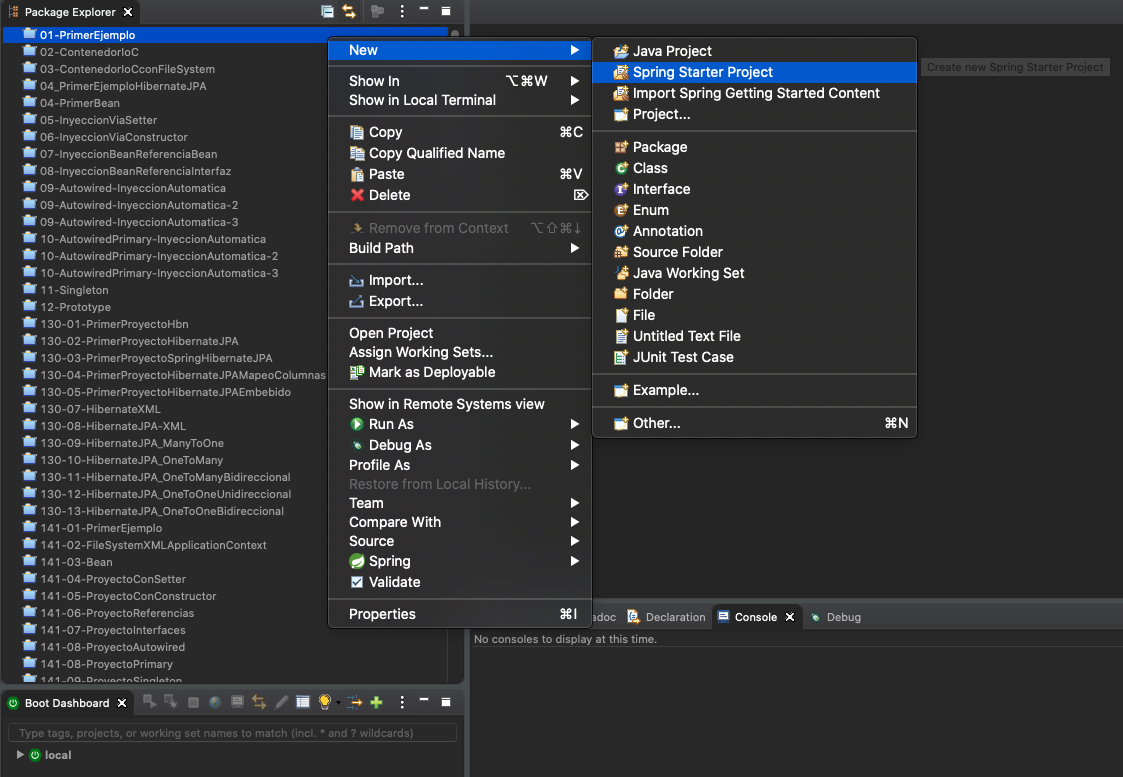 Package Explorer
01-PrimerEjemplo
02-ContenedorIoC
03-ContenedorIoCconFileSystem
04_PrimerEjemploHibernateJPA
04-PrimerBean
05-InyeccionViaSetter
06-InyeccionViaConstructor
07-InyeccionBeanReferenciaBean
08-InyeccionBeanReferenciaInterfaz
09-Autowired-InyeccionAutomatica
09-Autowired-InyeccionAutomatica-2
09-Autowired-InyeccionAutomatica-3
10-AutowiredPrimary-InyeccionAutomatica
10-AutowiredPrimary-InyeccionAutomatica-2
10-AutowiredPrimary-InyeccionAutomatica-3
11-Singleton
12-Prototype
130-01-PrimerProyectoHbn
130-02-PrimerProyectoHibernateJPA
130-03-PrimerProyectoSpringHibernateJPA
130-04-PrimerProyectoHibernateJPAMapeoColumnas
130-05-PrimerProyectoHibernateJPAEmbebido
130-07-HibernateXML
130-08-HibernateJPA-XML
130-09-HibernateJPA_ManyToOne
130-10-HibernateJPA_OneToMany
130-11-HibernateJPA_OneToManyBidireccional
130-12-HibernateJPA_OneToOneUnidireccional
130-13-HibernateJPA_OneToOneBidireccional
141-01-PrimerEjemplo
141-02-FileSystemXMLApplicationContext
141-03-Bean
141-04-ProyectoConSetter
141-05-ProyectoConConstructor
141-06-ProyectoReferencias
141-07-ProyectoInterfaces
141-08-ProyectoAutowired
141-08-ProyectoPrimary
141-09-ProyectoSingleton
New
Show In ⌥⌘W
Show in Local Terminal
Copy ⌘C
Copy Qualified Name
Paste ⌘V
Delete ⌦
Remove from Context ⌥⇧⌘↓
Build Path
Import...
Export...
Open Project
Assign Working Sets...
Mark as Deployable
Show in Remote Systems view
Run As
Debug As
Profile As
Restore from Local History...
Team
Compare With
Source
Spring
Validate
Properties ⌘I
Java Project
Spring Starter Project
Import Spring Getting Started Content
Project...
Package
Class
Interface
Enum
Annotation
Source Folder
Java Working Set
Folder
File
Untitled Text File
JUnit Test Case
Example...
Other... ⌘N
Create new Spring Starter Project
adoc Declaration Console Debug
No consoles to display at this time.
Boot Dashboard
Type tags, projects, or working set names to match (incl. * and ? wildcards)
local